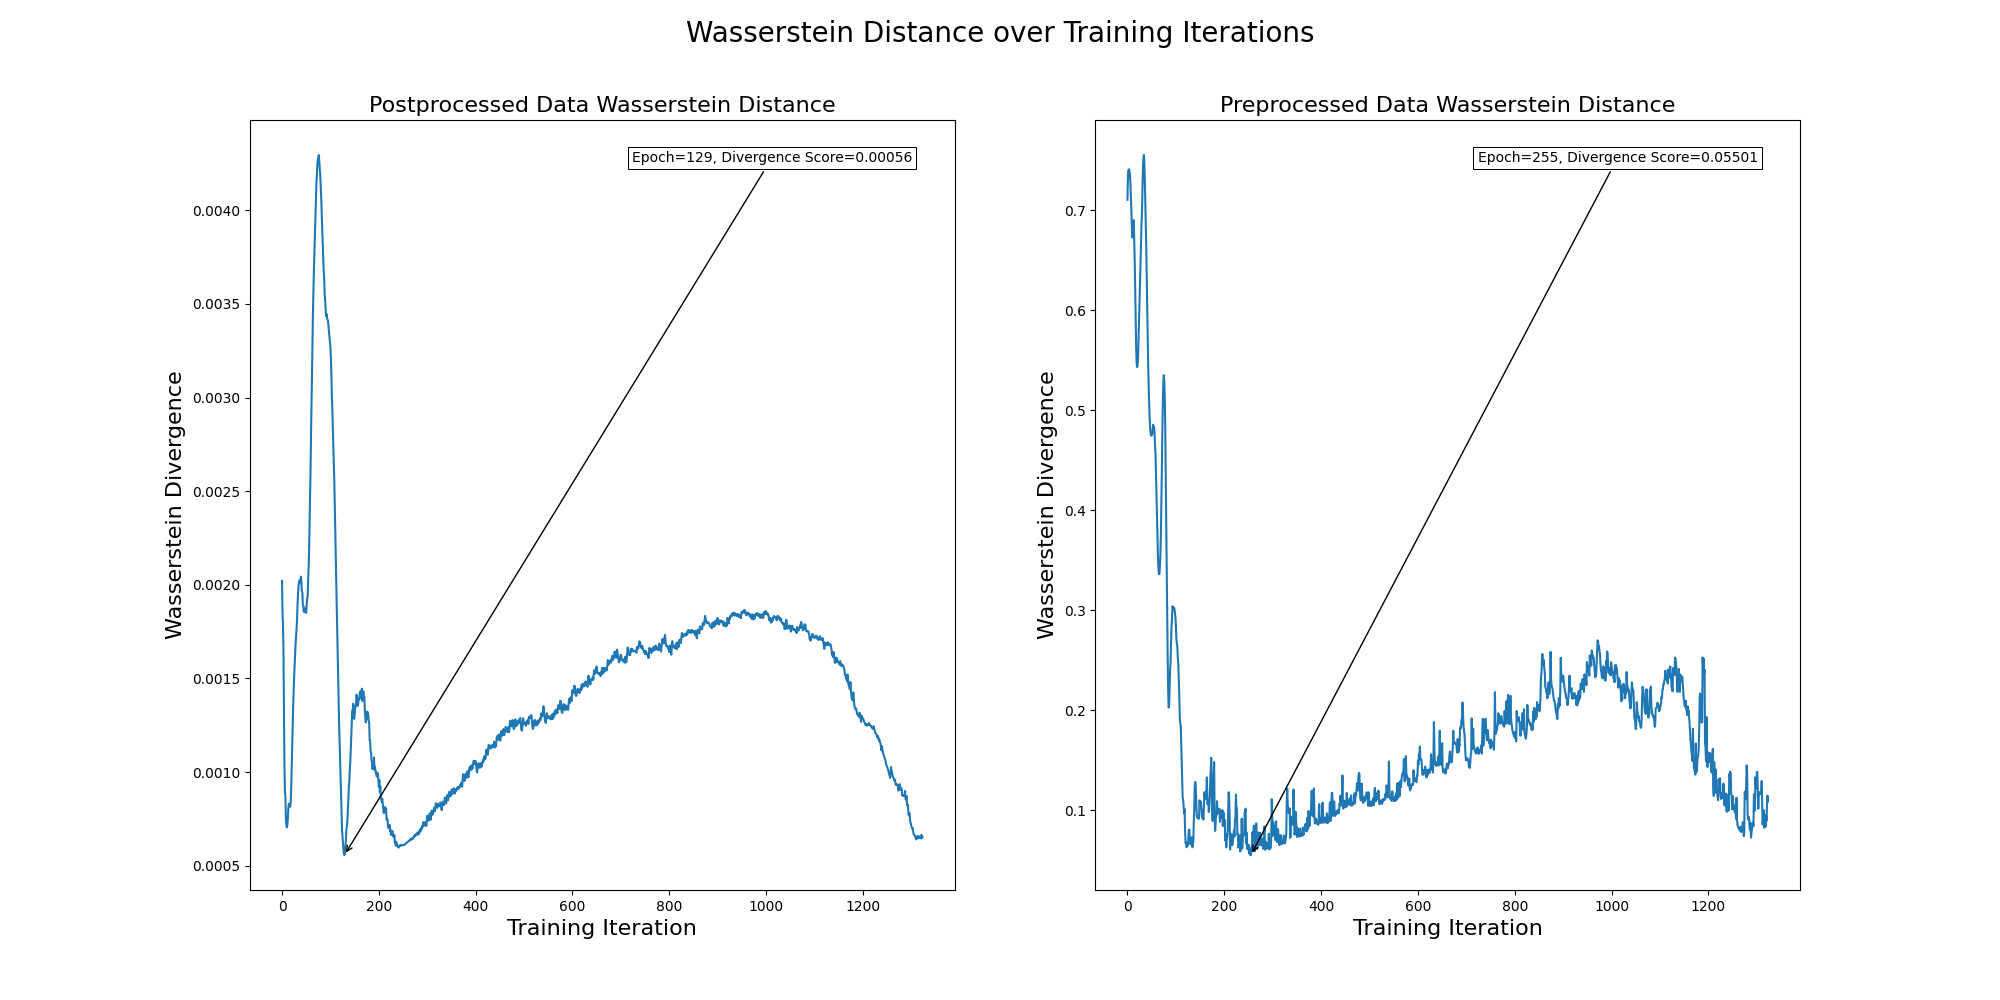 Wasserstein Distance over Training Iterations
Postprocessed Data Wasserstein Distance
Epoch=129, Divergence Score=0.00056
0.0040
0.0035
0.0030
0.0025
0.0020
0.0015
0.0010
0.0005
Wasserstein Divergence
0 200 400 600 800 1000 1200
Training Iteration
Preprocessed Data Wasserstein Distance
Epoch=255, Divergence Score=0.05501
0.7
0.6
0.5
0.4
0.3
0.2
0.1
Wasserstein Divergence
0 200 400 600 800 1000 1200
Training Iteration